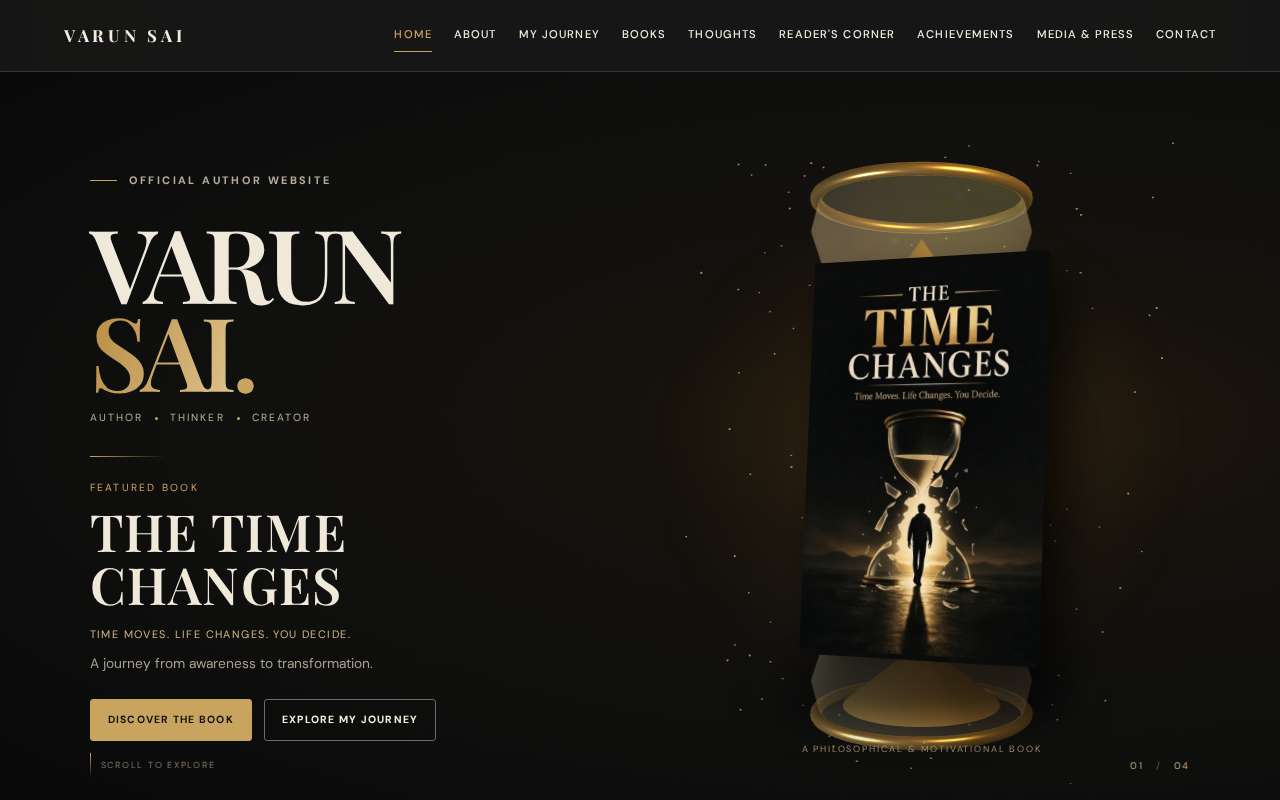 VARUN SAI
HOME ABOUT MY JOURNEY BOOKS THOUGHTS READER'S CORNER ACHIEVEMENTS MEDIA & PRESS CONTACT
OFFICIAL AUTHOR WEBSITE
VARUN
SAI.
AUTHOR • THINKER • CREATOR
FEATURED BOOK
THE TIME
CHANGES
TIME MOVES. LIFE CHANGES. YOU DECIDE.
A journey from awareness to transformation.
DISCOVER THE BOOK
EXPLORE MY JOURNEY
SCROLL TO EXPLORE
THE
TIME
CHANGES
Time Moves. Life Changes. You Decide.
A PHILOSOPHICAL & MOTIVATIONAL BOOK
01 / 04